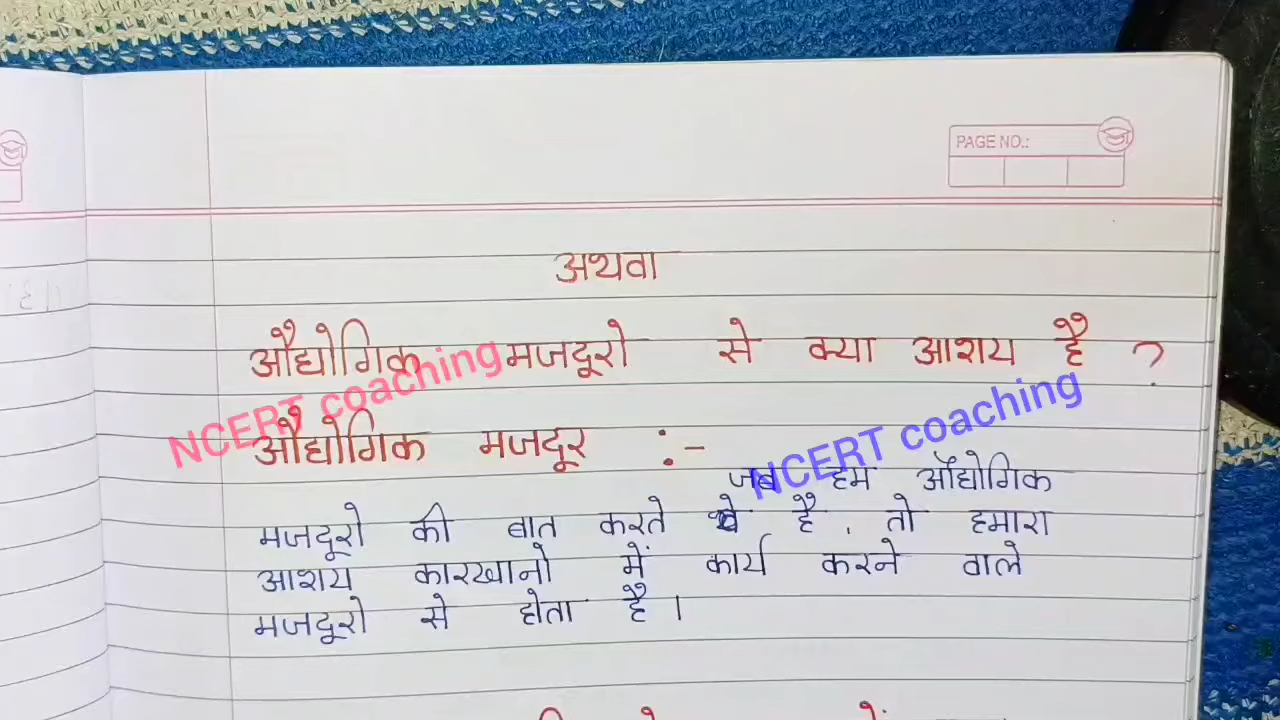 PAGE NO.:
अथवा
औद्योगिक मजदूरो से क्या आशय है ?
NCERT coaching
औद्योगिक मजदूर :-
NCERT coaching
जब हम औद्योगिक
मजदूरो की बात करते है , तो हमारा
आशय कारखानो में कार्य करने वाले
मजदूरो से होता है ।